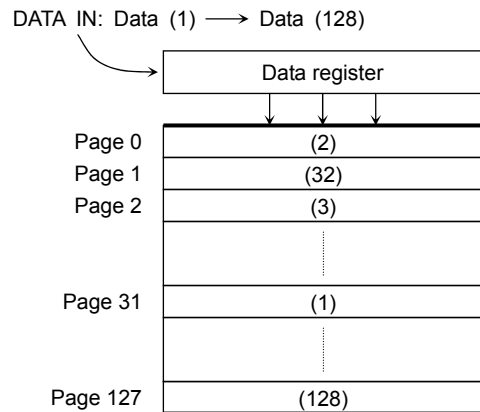 DATA IN: Data (1) → Data (128)
Data register
Page 0 (2)
Page 1 (32)
Page 2 (3)
Page 31 (1)
Page 127 (128)